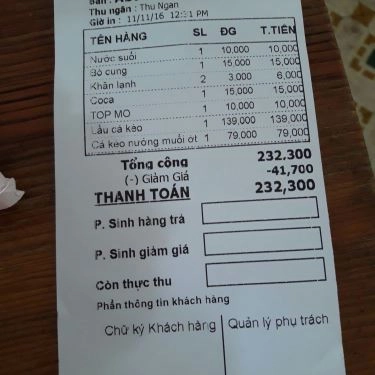 Thu ngân : Thu Ngan
Giờ in : 11/11/16 12:31 PM
TÊN HÀNG SL ĐG T.TIỀN
Nước suối 1 10,000 10,000
Bò cung 1 15,000 15,000
Khăn lạnh 2 3,000 6,000
Coca 1 15,000 15,000
TOP MO 1 10,000 10,000
Lẩu cá kèo 1 139,000 139,000
Cá kèo nướng muối ớt 1 79,000 79,000
Tổng cộng 232.300
(-) Giảm Giá -41,700
THANH TOÁN 232,300
P. Sinh hàng trả
P. Sinh giảm giá
Còn thực thu
Phần thông tin khách hàng
Chữ ký Khách hàng Quản lý phụ trách